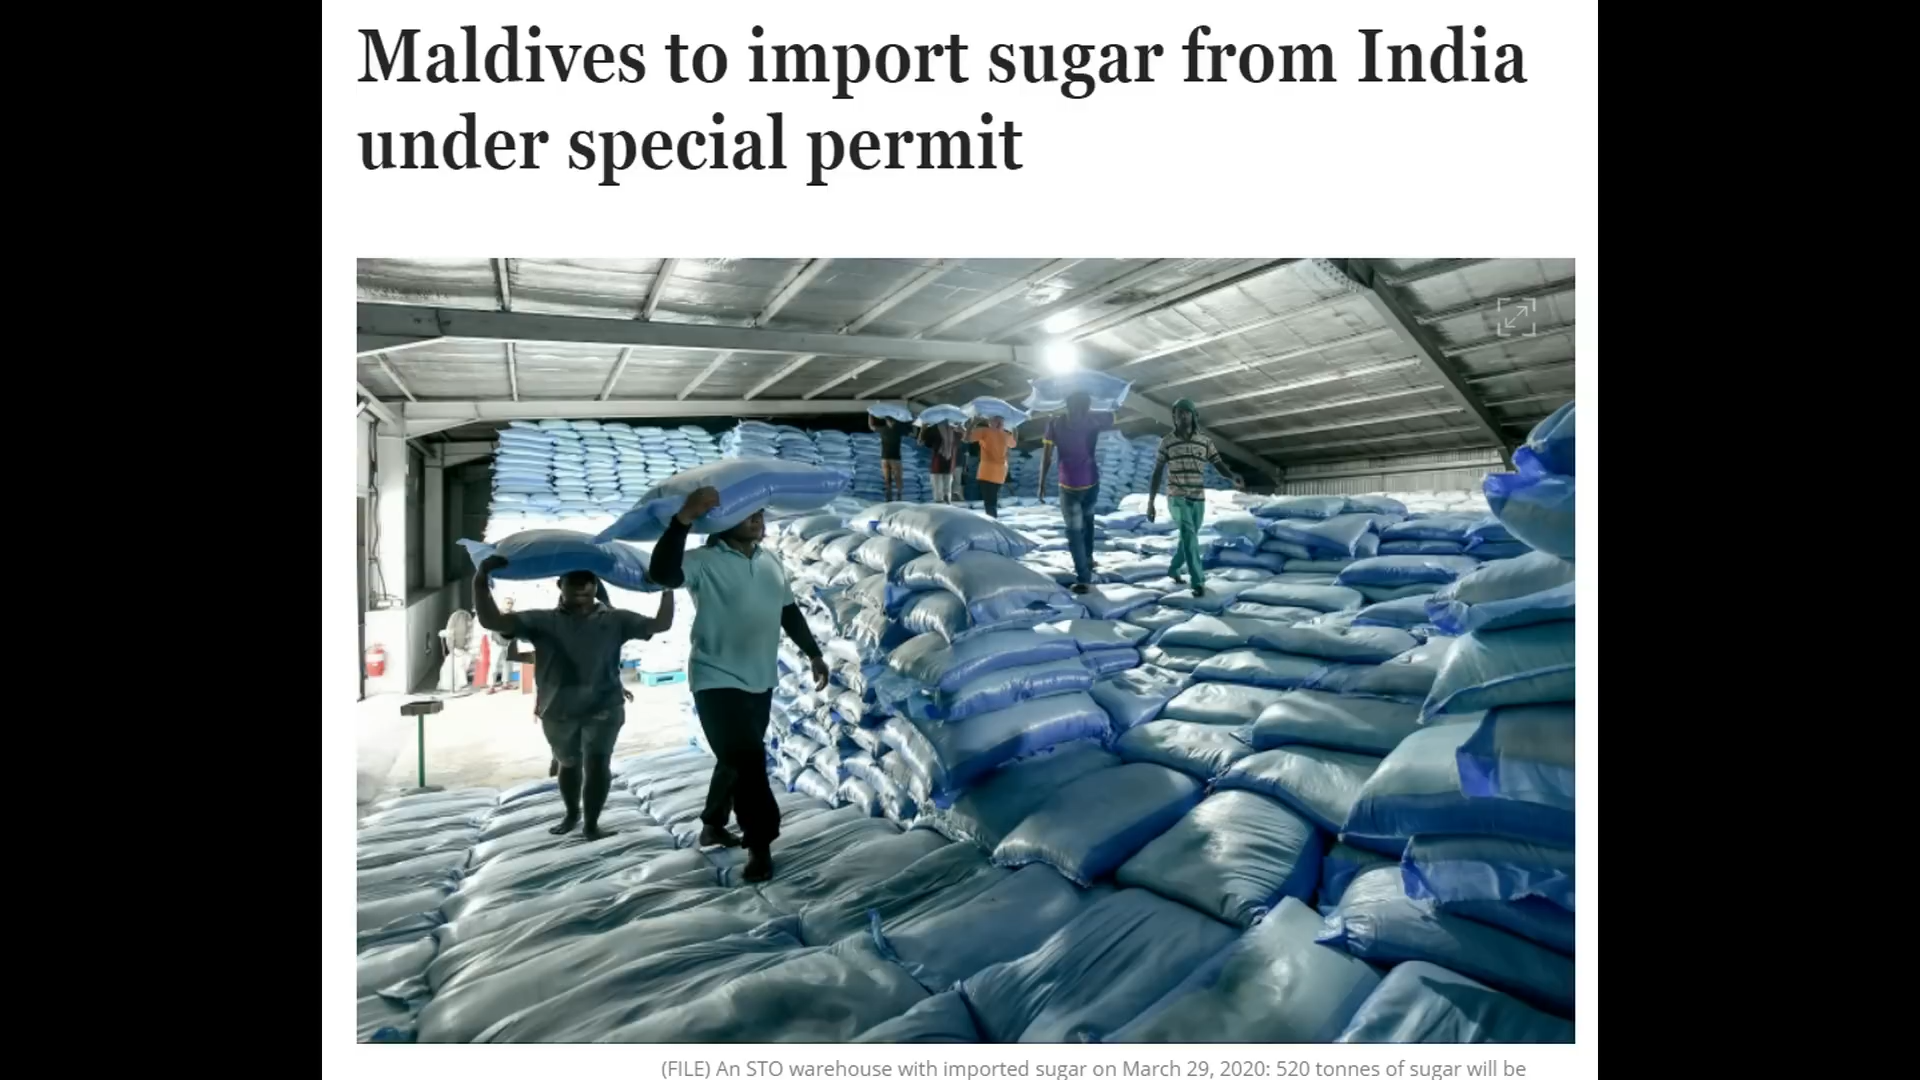 Maldives to import sugar from India
under special permit
(FILE) An STO warehouse with imported sugar on March 29, 2020: 520 tonnes of sugar will be